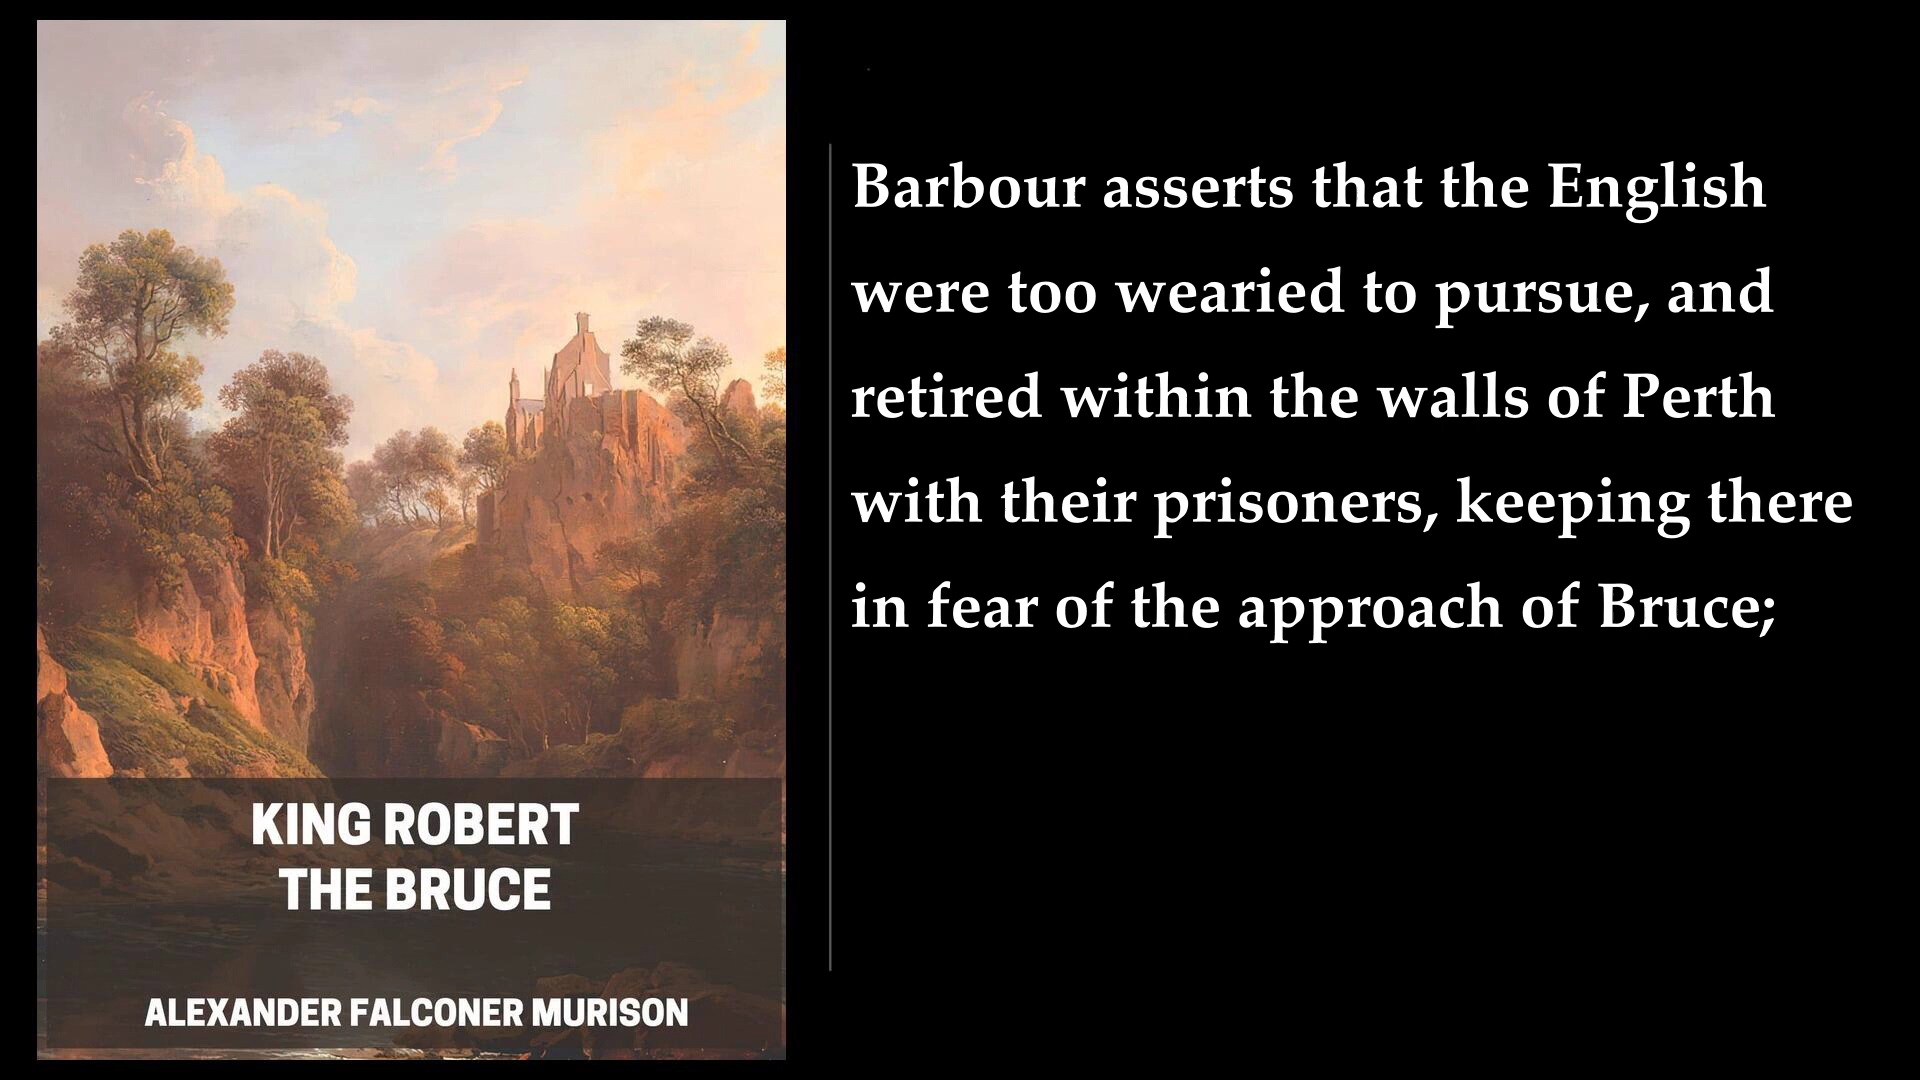 Barbour asserts that the English
were too wearied to pursue, and
retired within the walls of Perth
with their prisoners, keeping there
in fear of the approach of Bruce;
KING ROBERT
THE BRUCE
ALEXANDER FALCONER MURISON